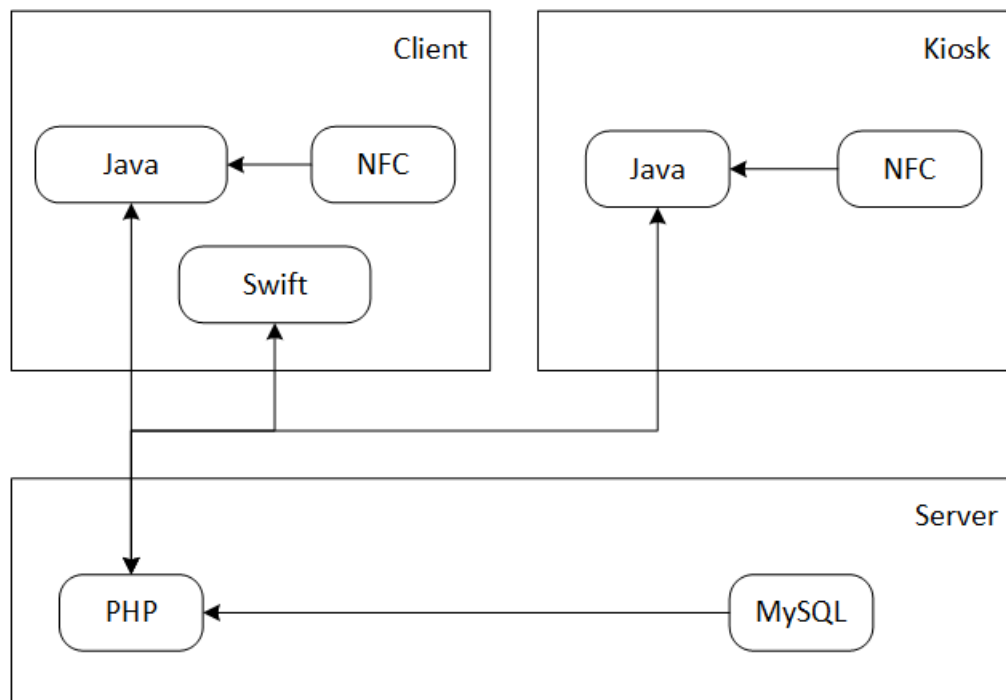 Client
Kiosk
Java
NFC
Java
NFC
Swift
Server
PHP
MySQL